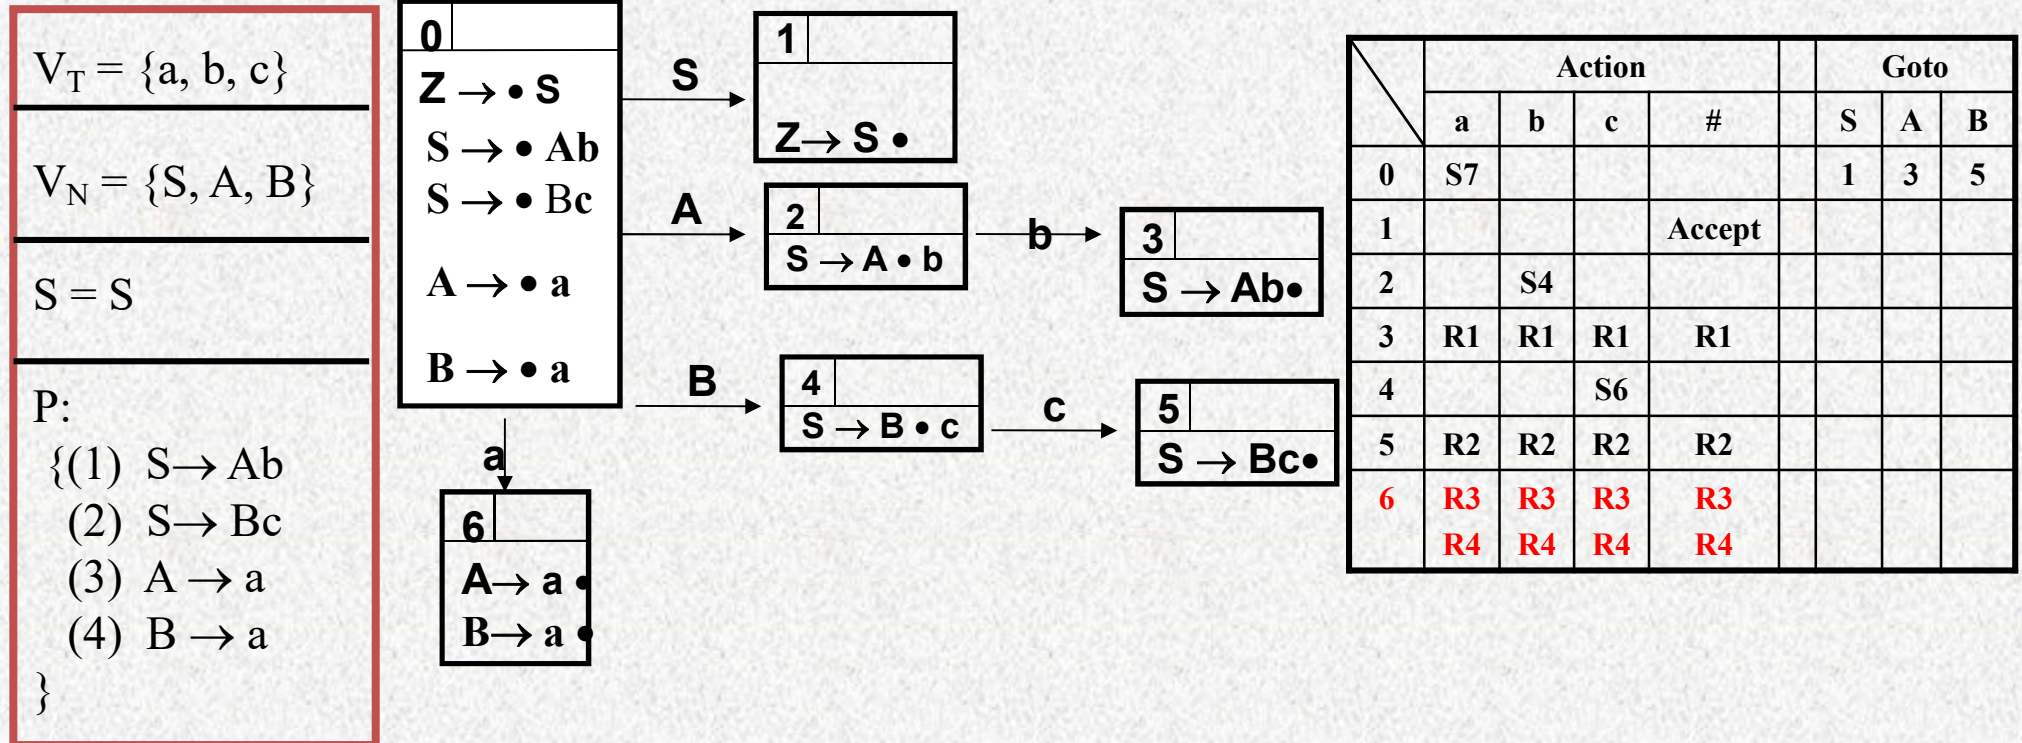 V_T = {a, b, c}
V_N = {S, A, B}
S = S
P:
{(1) S→ Ab
(2) S→ Bc
(3) A → a
(4) B → a
}
0
Z → • S
S → • Ab
S → • Bc
A → • a
B → • a
S
1
Z→ S •
A
2
S → A • b
b
3
S → Ab•
B
4
S → B • c
c
5
S → Bc•
a
6
A→ a •
B→ a •
Action Goto
a b c # S A B
0 S7 1 3 5
1 Accept
2 S4
3 R1 R1 R1 R1
4 S6
5 R2 R2 R2 R2
6 R3 R3 R3 R3
R4 R4 R4 R4